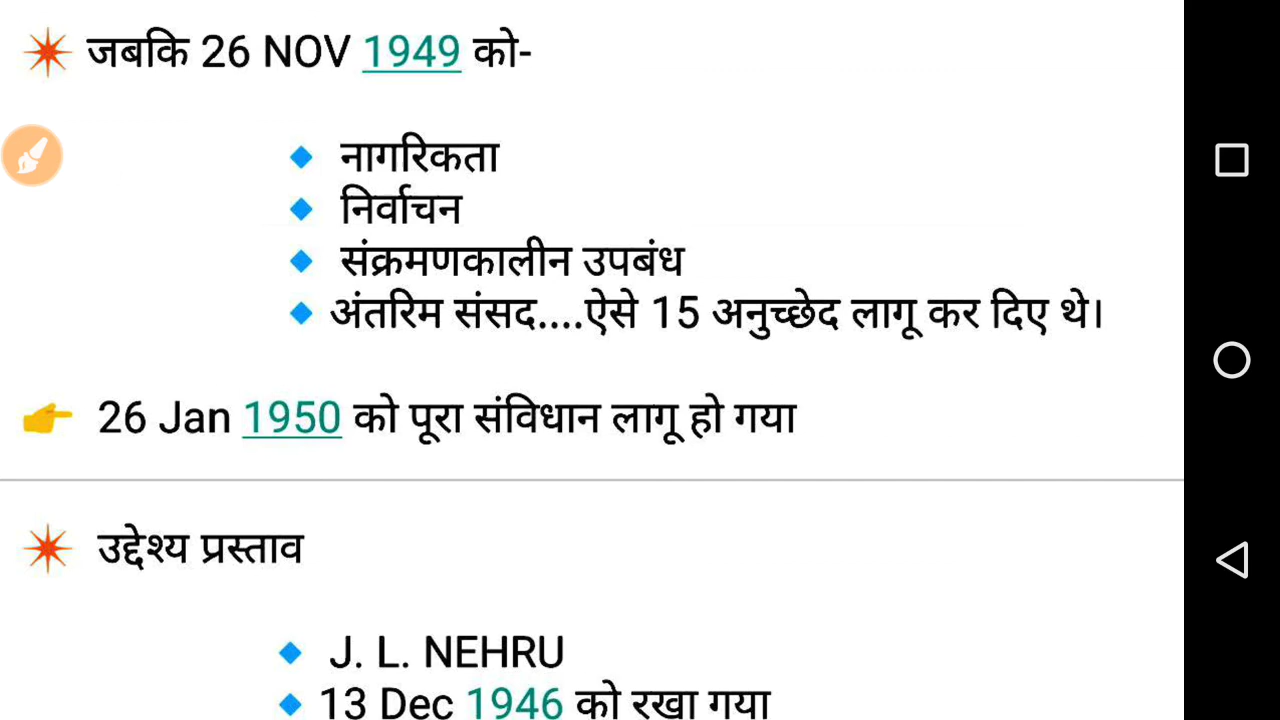 जबकि 26 NOV 1949 को-
नागरिकता
निर्वाचन
संक्रमणकालीन उपबंध
अंतरिम संसद....ऐसे 15 अनुच्छेद लागू कर दिए थे।
26 Jan 1950 को पूरा संविधान लागू हो गया
उद्देश्य प्रस्ताव
J. L. NEHRU
13 Dec 1946 को रखा गया